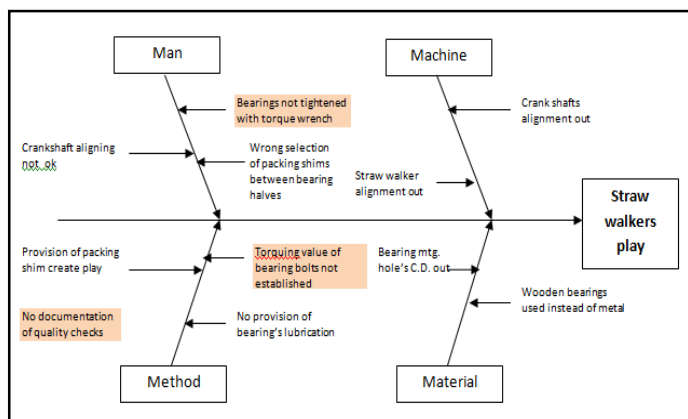 Man
Machine
Bearings not tightened
with torque wrench
Crank shafts
alignment out
Crankshaft aligning
not, ok
Wrong selection
of packing shims
between bearing
halves
Straw walker
alignment out
Straw
walkers
play
Provision of packing
shim create play
Torquing value of
bearing bolts not
established
Bearing mtg.
hole's C.D. out
Wooden bearings
used instead of metal
No documentation
of quality checks
No provision of
bearing's lubrication
Method
Material